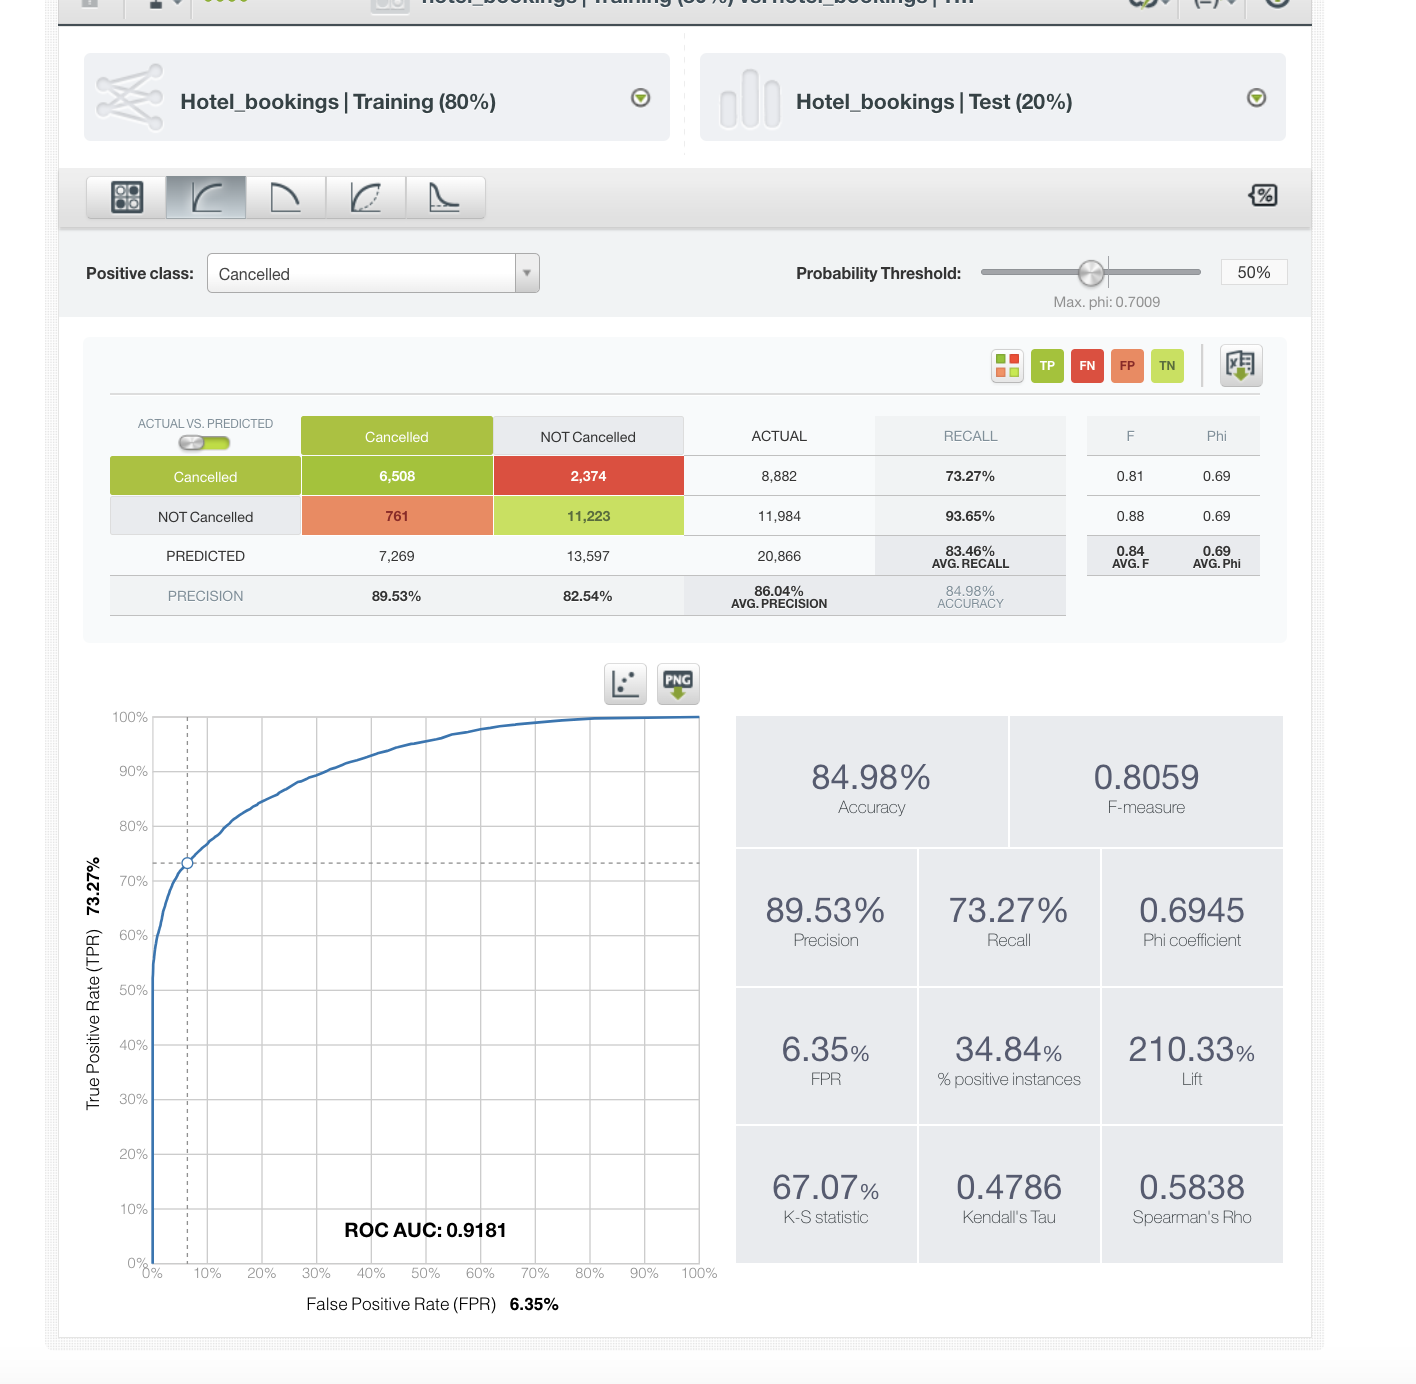 Hotel_bookings | Training (80%)
Hotel_bookings | Test (20%)
Positive class: Cancelled
Probability Threshold: 50%
Max. phi: 0.7009
TP FN FP TN
ACTUAL VS. PREDICTED Cancelled NOT Cancelled ACTUAL RECALL F Phi
Cancelled 6,508 2,374 8,882 73.27% 0.81 0.69
NOT Cancelled 761 11,223 11,984 93.65% 0.88 0.69
PREDICTED 7,269 13,597 20,866 83.46% 0.84 0.69
AVG. RECALL AVG. F AVG. Phi
PRECISION 89.53% 82.54% 86.04% 84.98%
AVG. PRECISION ACCURACY
PNG
100%
90%
80%
70%
60%
50%
40%
30%
20%
10%
0%
True Positive Rate (TPR) 73.27%
ROC AUC: 0.9181
0% 10% 20% 30% 40% 50% 60% 70% 80% 90% 100%
False Positive Rate (FPR) 6.35%
84.98% 0.8059
Accuracy F-measure
89.53% 73.27% 0.6945
Precision Recall Phi coefficient
6.35% 34.84% 210.33%
FPR % positive instances Lift
67.07% 0.4786 0.5838
K-S statistic Kendall's Tau Spearman's Rho